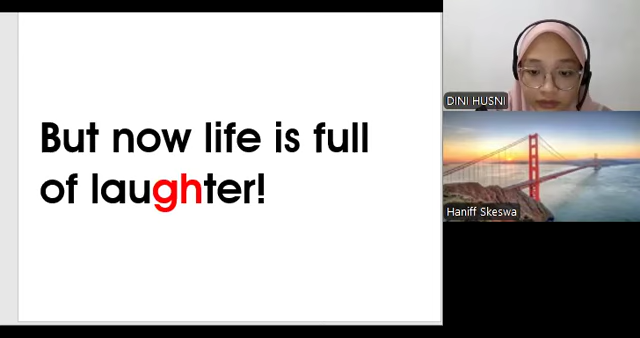 But now life is full
of laughter!
DINI HUSNI
Haniff Skeswa